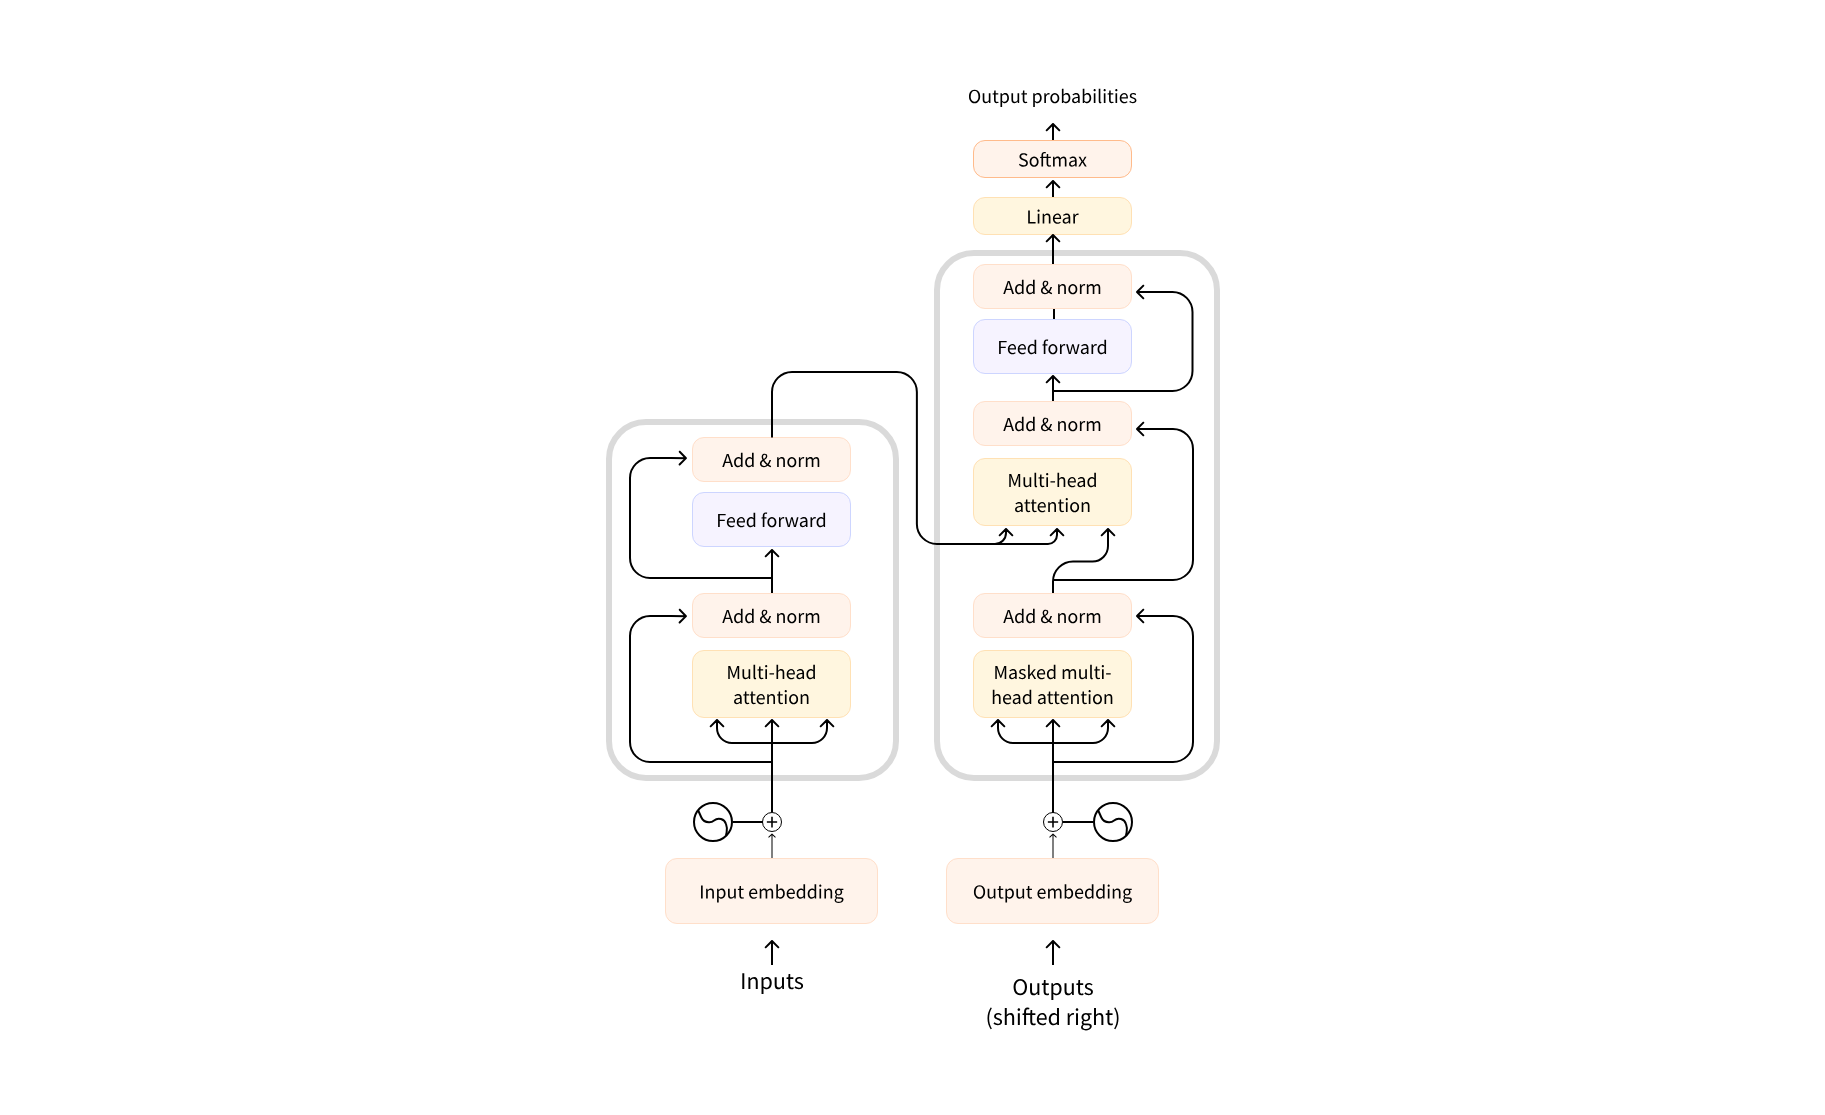 Output probabilities
Softmax
Linear
Add & norm
Feed forward
Add & norm
Multi-head
attention
Add & norm
Masked multi-
head attention
Output embedding
Outputs
(shifted right)
Add & norm
Feed forward
Add & norm
Multi-head
attention
Input embedding
Inputs